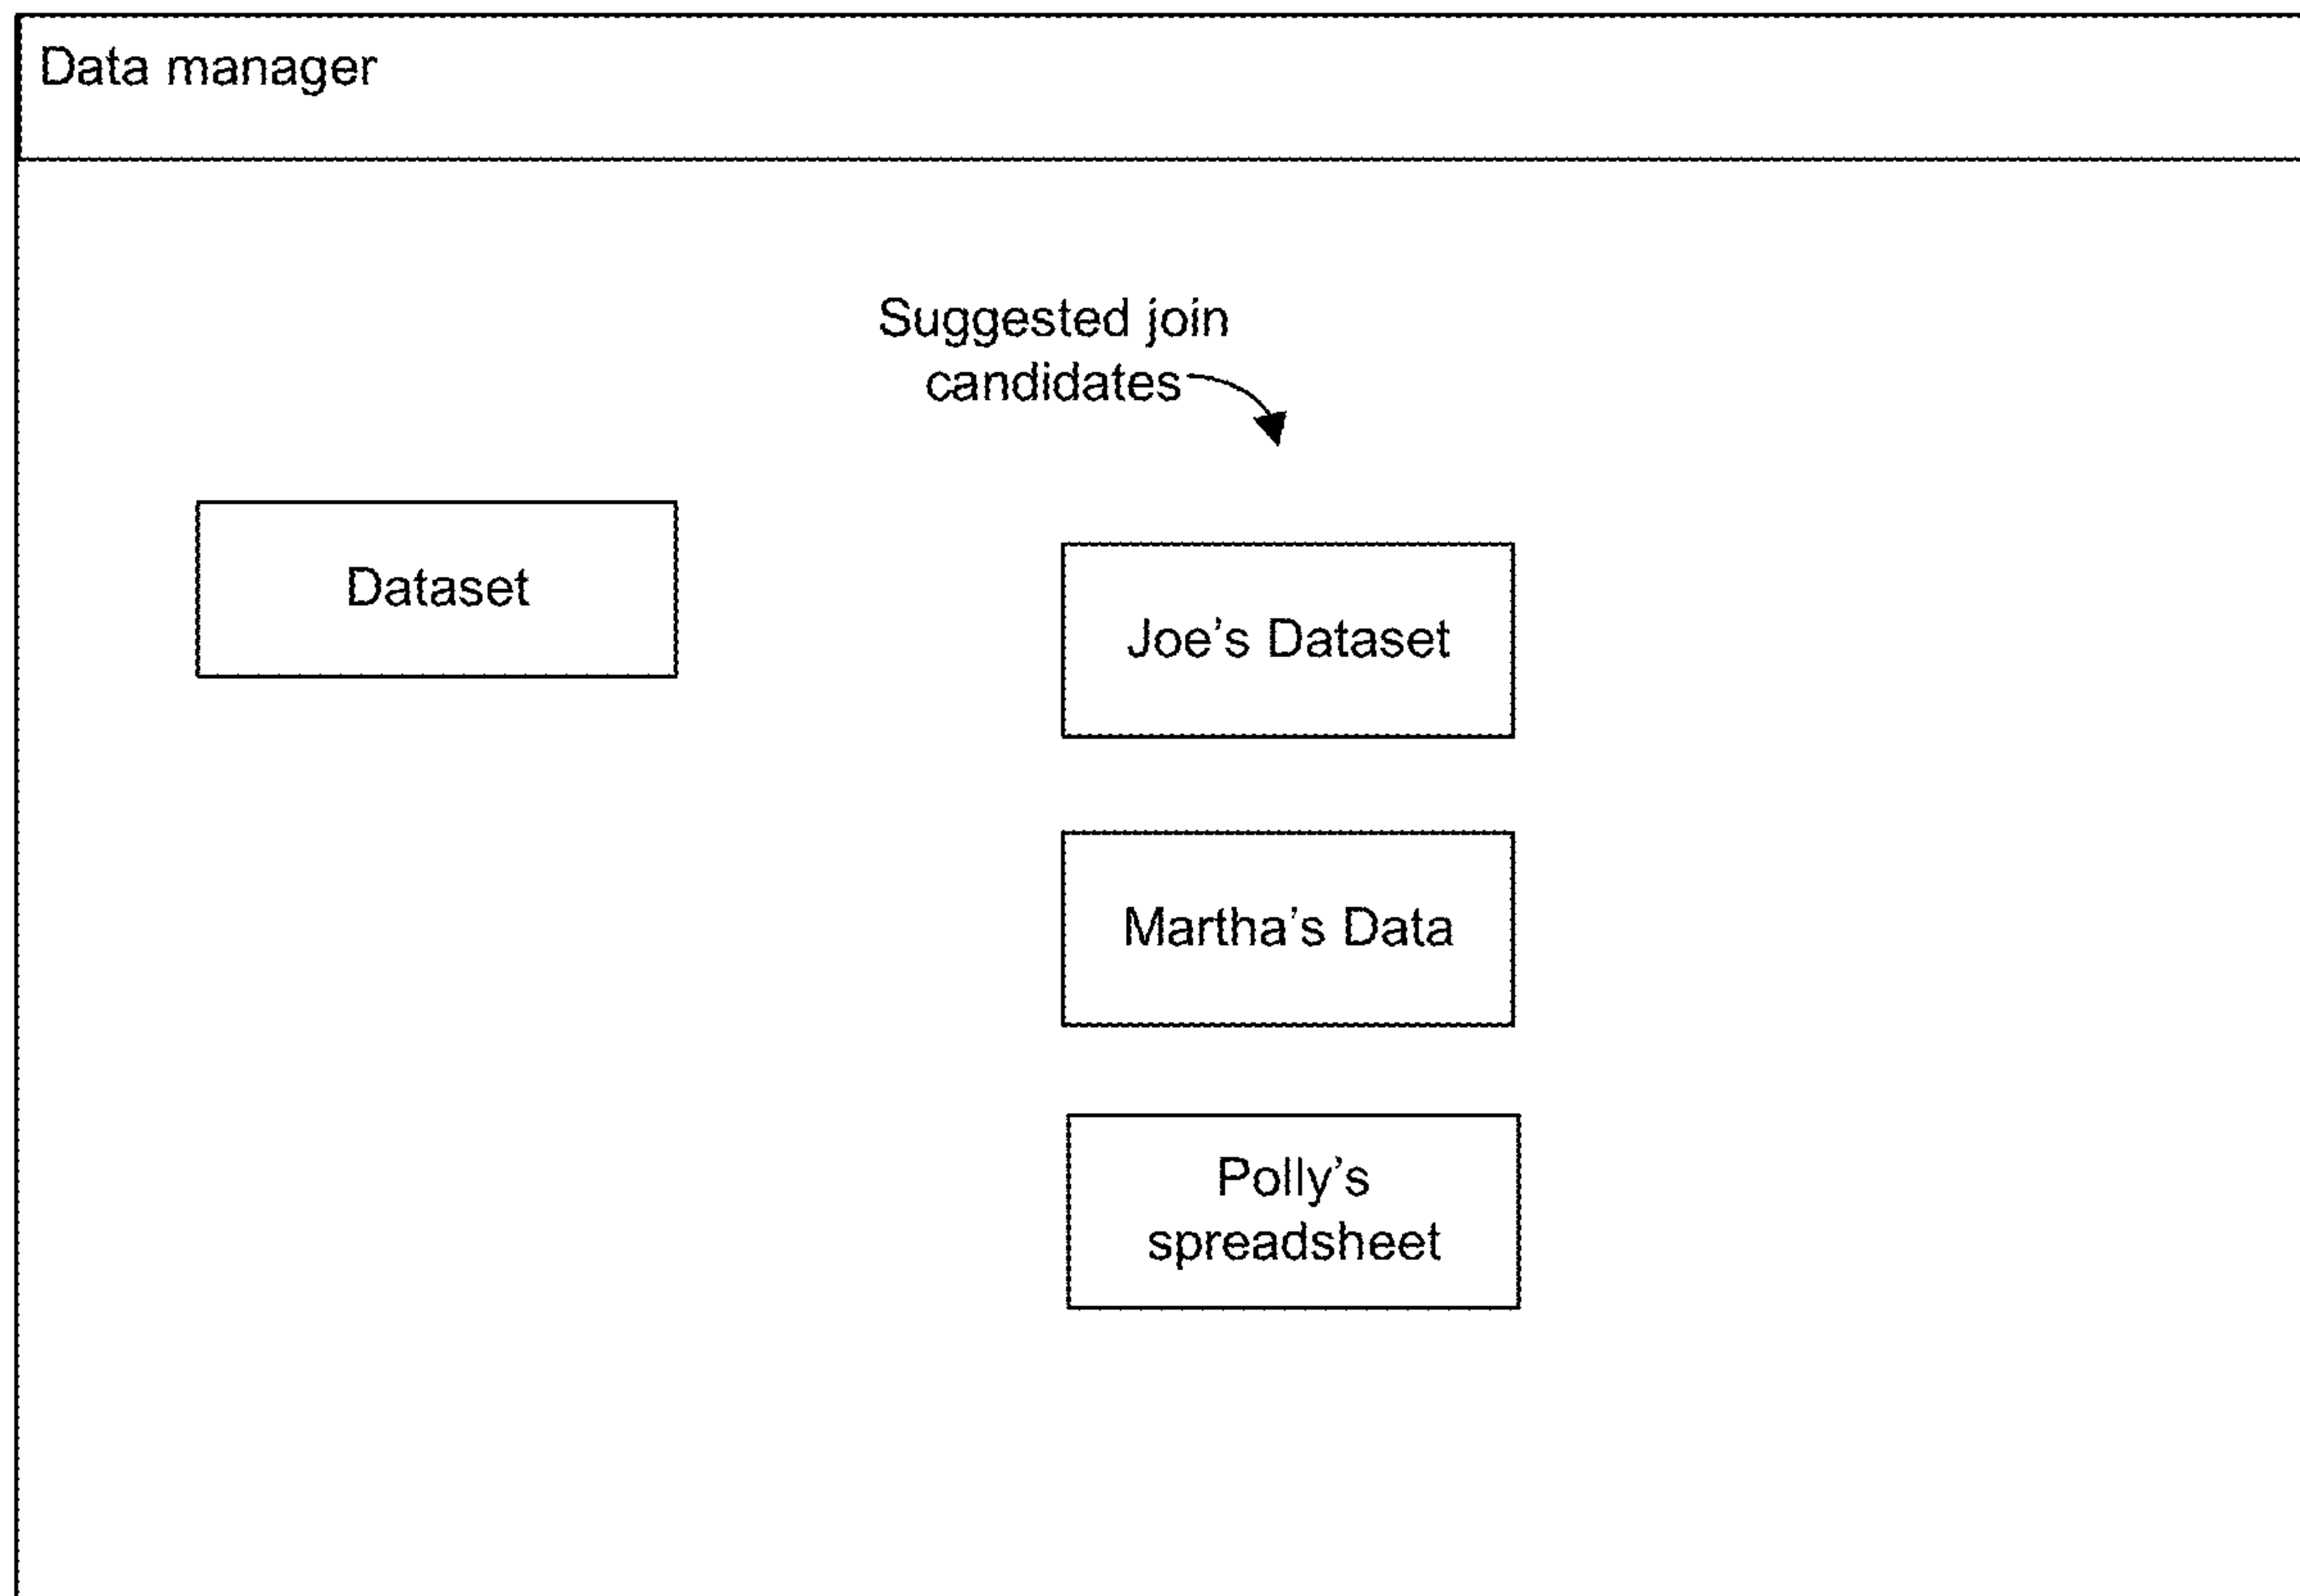 Data manager
Suggested join
candidates
Dataset
Joe's Dataset
Martha's Data
Polly's
spreadsheet